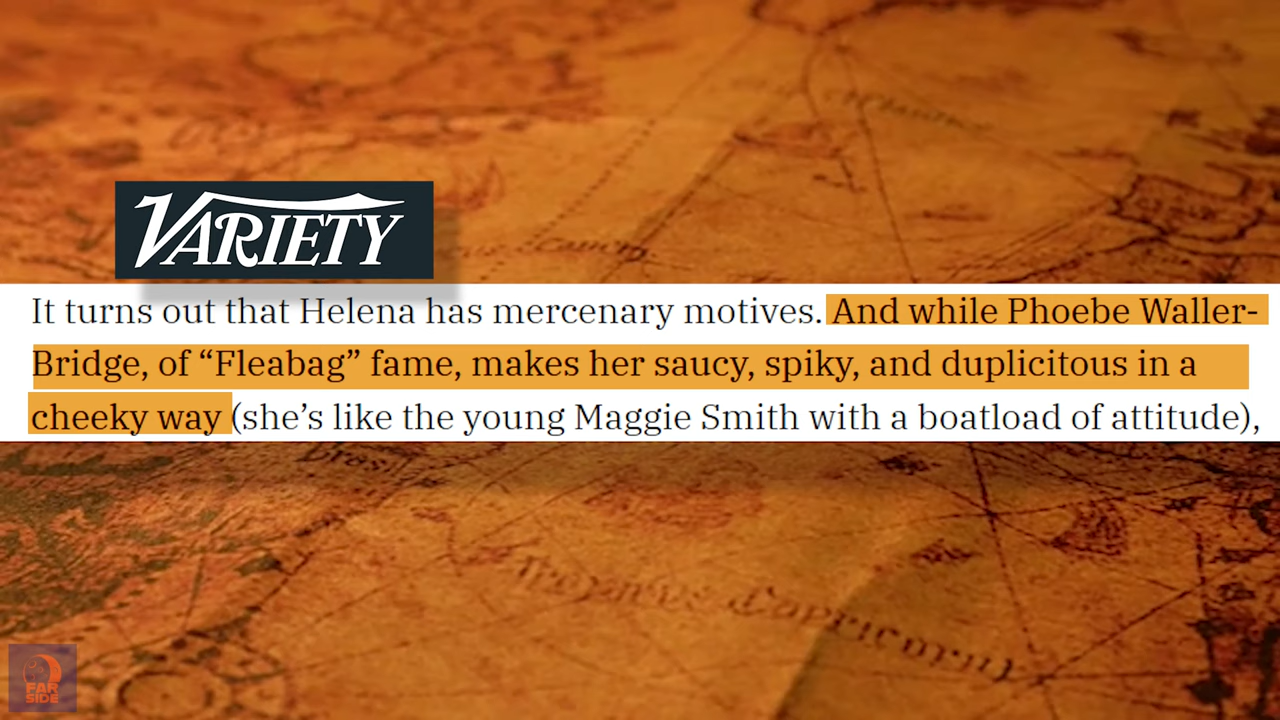 VARIETY
It turns out that Helena has mercenary motives. And while Phoebe Waller-
Bridge, of “Fleabag” fame, makes her saucy, spiky, and duplicitous in a
cheeky way (she’s like the young Maggie Smith with a boatload of attitude),
FAR
SIDE